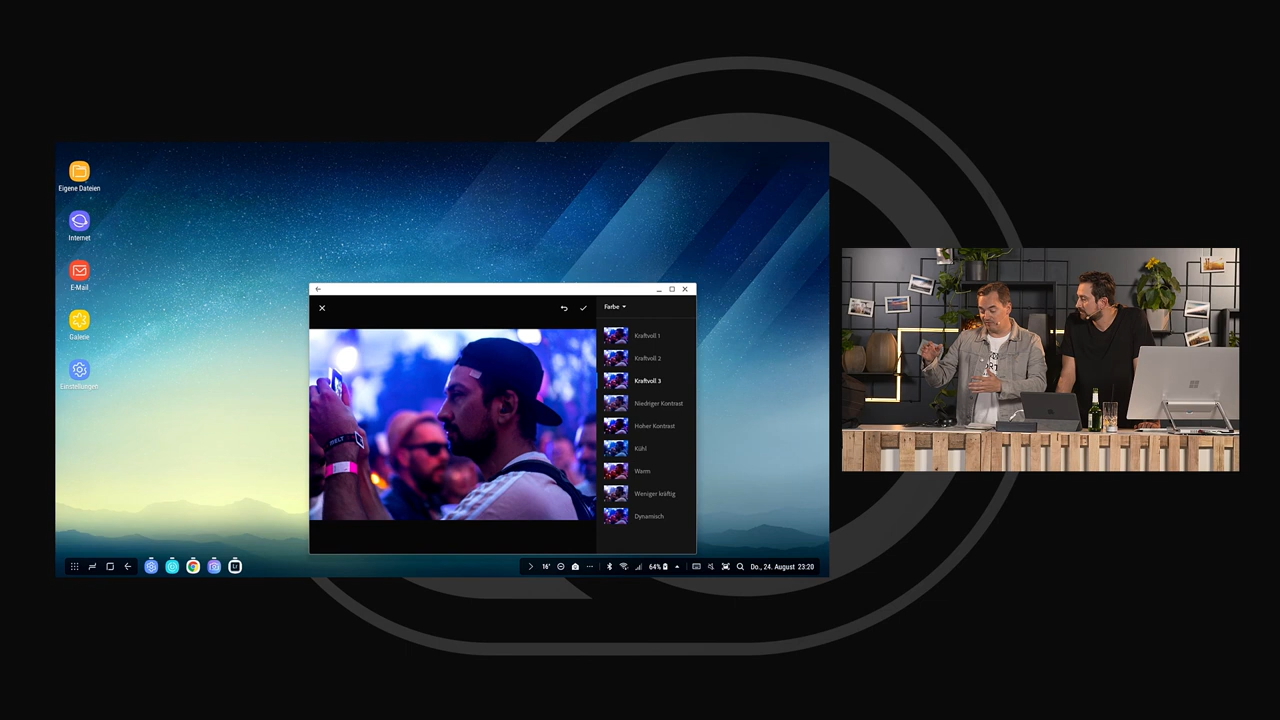 Eigene Dateien
Internet
E-Mail
Galerie
Einstellungen
Farbe
Kraftvoll 1
Kraftvoll 2
Kraftvoll 3
Niedriger Kontrast
Hoher Kontrast
Kühl
Warm
Weniger kräftig
Dynamisch
MELT
16°
64%
Do., 24. August 23:20